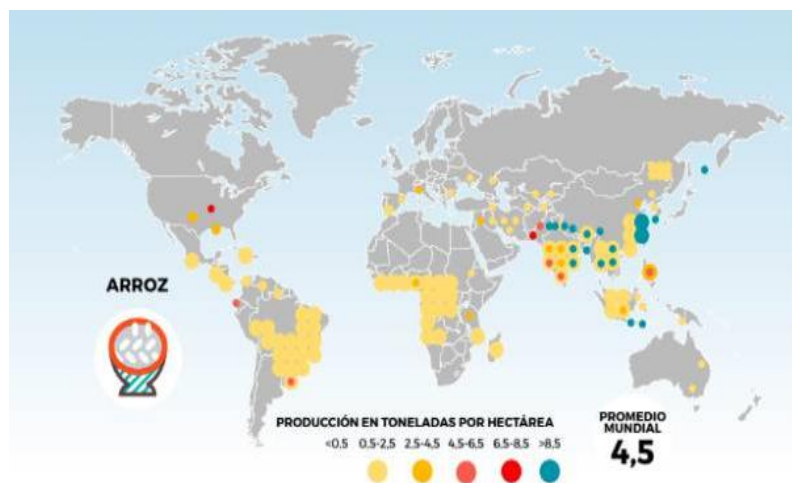 ARROZ
PRODUCCIÓN EN TONELADAS POR HECTÁREA
<0,5 0,5-2,5 2,5-4,5 4,5-6,5 6,5-8,5 >8,5
PROMEDIO
MUNDIAL
4,5